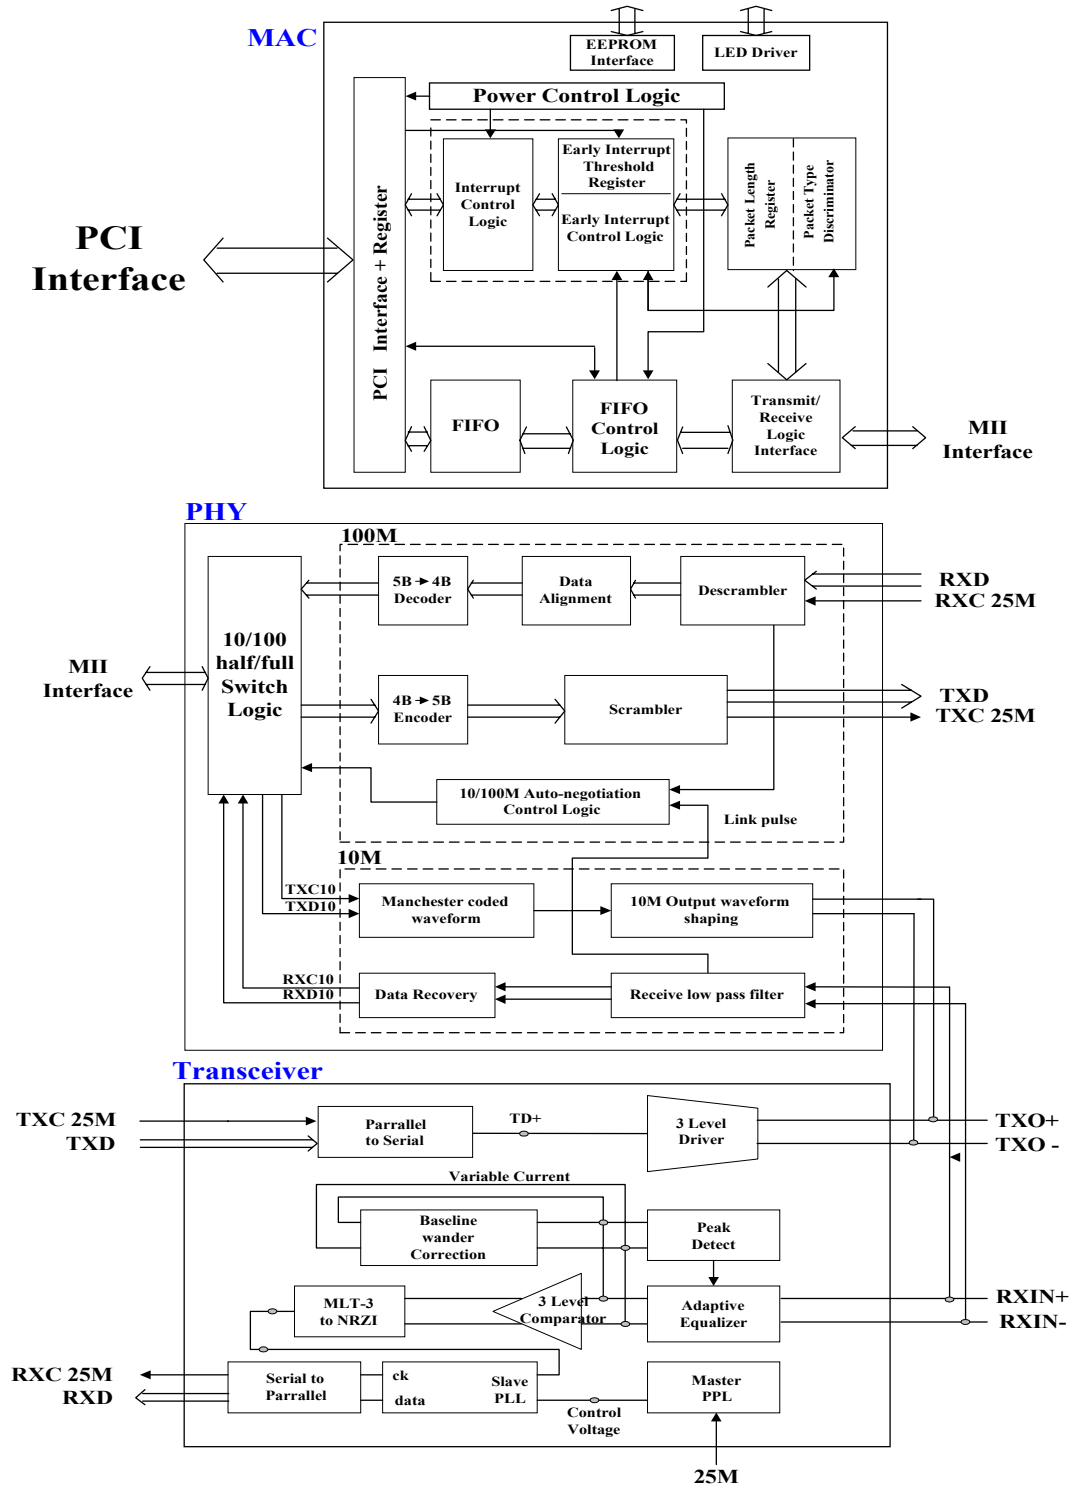 MAC
EEPROM
Interface
LED Driver
Power Control Logic
PCI Interface + Register
Interrupt
Control
Logic
Early Interrupt
Threshold
Register
Early Interrupt
Control Logic
Packet Length
Register
Packet Type
Discriminator
PCI
Interface
FIFO
FIFO
Control
Logic
Transmit/
Receive
Logic
Interface
MII
Interface
PHY
100M
10/100
half/full
Switch
Logic
5B → 4B
Decoder
Data
Alignment
Descrambler
RXD
RXC 25M
MII
Interface
4B → 5B
Encoder
Scrambler
TXD
TXC 25M
10/100M Auto-negotiation
Control Logic
Link pulse
10M
TXC10
TXD10
Manchester coded
waveform
10M Output waveform
shaping
RXC10
RXD10
Data Recovery
Receive low pass filter
Transceiver
TXC 25M
TXD
Parrallel
to Serial
TD+
3 Level
Driver
TXO+
TXO -
Variable Current
Baseline
wander
Correction
Peak
Detect
MLT-3
to NRZI
3 Level
Comparator
Adaptive
Equalizer
RXIN+
RXIN-
RXC 25M
RXD
Serial to
Parrallel
ck
data
Slave
PLL
Control
Voltage
Master
PPL
25M